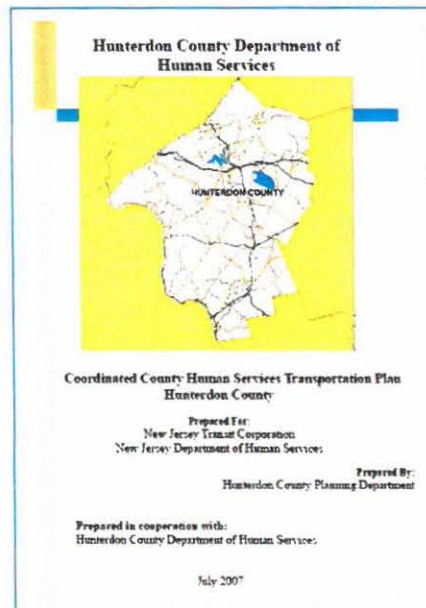 Hunterdon County Department of
Human Services
HUNTERDON COUNTY
Coordinated County Human Services Transportation Plan
Hunterdon County
Prepared For:
New Jersey Transit Corporation
New Jersey Department of Human Services
Prepared By:
Hunterdon County Planning Department
Prepared in cooperation with:
Hunterdon County Department of Human Services
July 2007